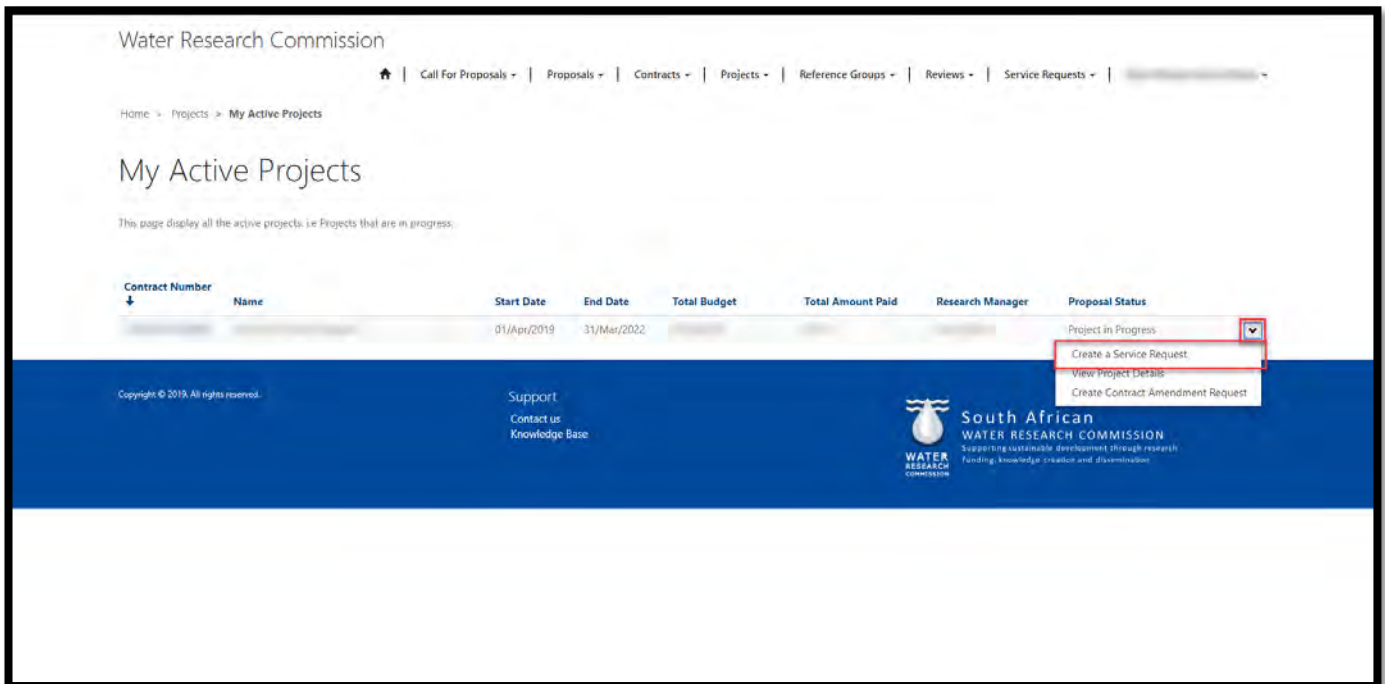 Water Research Commission
Call For Proposals | Proposals | Contracts | Projects | Reference Groups | Reviews | Service Requests |
Home > Projects > My Active Projects
My Active Projects
This page display all the active projects. i.e Projects that are in progress.
Contract Number Name Start Date End Date Total Budget Total Amount Paid Research Manager Proposal Status
01/Apr/2019 31/Mar/2022 Project in Progress
Create a Service Request
View Project Details
Create Contract Amendment Request
Copyright © 2019. All rights reserved.
Support
Contact us
Knowledge Base
South African
WATER RESEARCH COMMISSION
Supporting sustainable development through research
funding, knowledge creation and dissemination
WATER
RESEARCH
COMMISSION